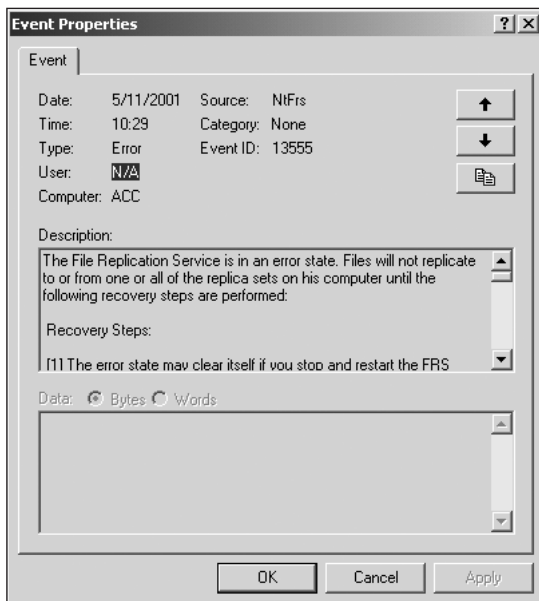 Event Properties
Event
Date: 5/11/2001 Source: NtFrs
Time: 10:29 Category: None
Type: Error Event ID: 13555
User: N/A
Computer: ACC
Description:
The File Replication Service is in an error state. Files will not replicate
to or from one or all of the replica sets on his computer until the
following recovery steps are performed:
Recovery Steps:
[1] The error state may clear itself if you stop and restart the FRS
Data: Bytes Words
OK Cancel Apply